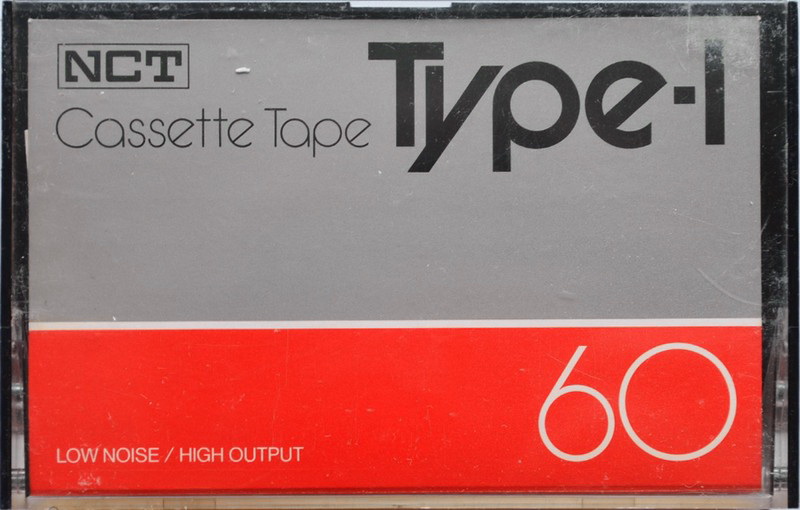 NCT
Cassette Tape Type-I
60
LOW NOISE / HIGH OUTPUT